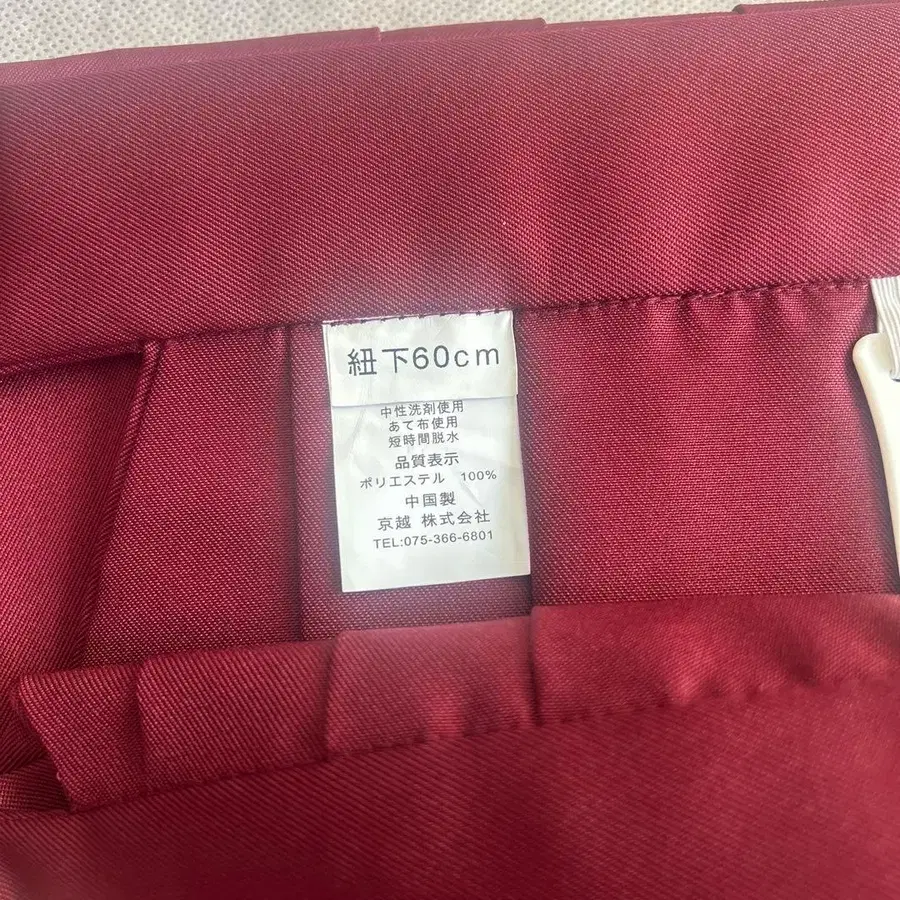 紐下60cm
中性洗剤使用
あて布使用
短時間脱水
品質表示
ポリエステル 100%
中国製
京越 株式会社
TEL:075-366-6801